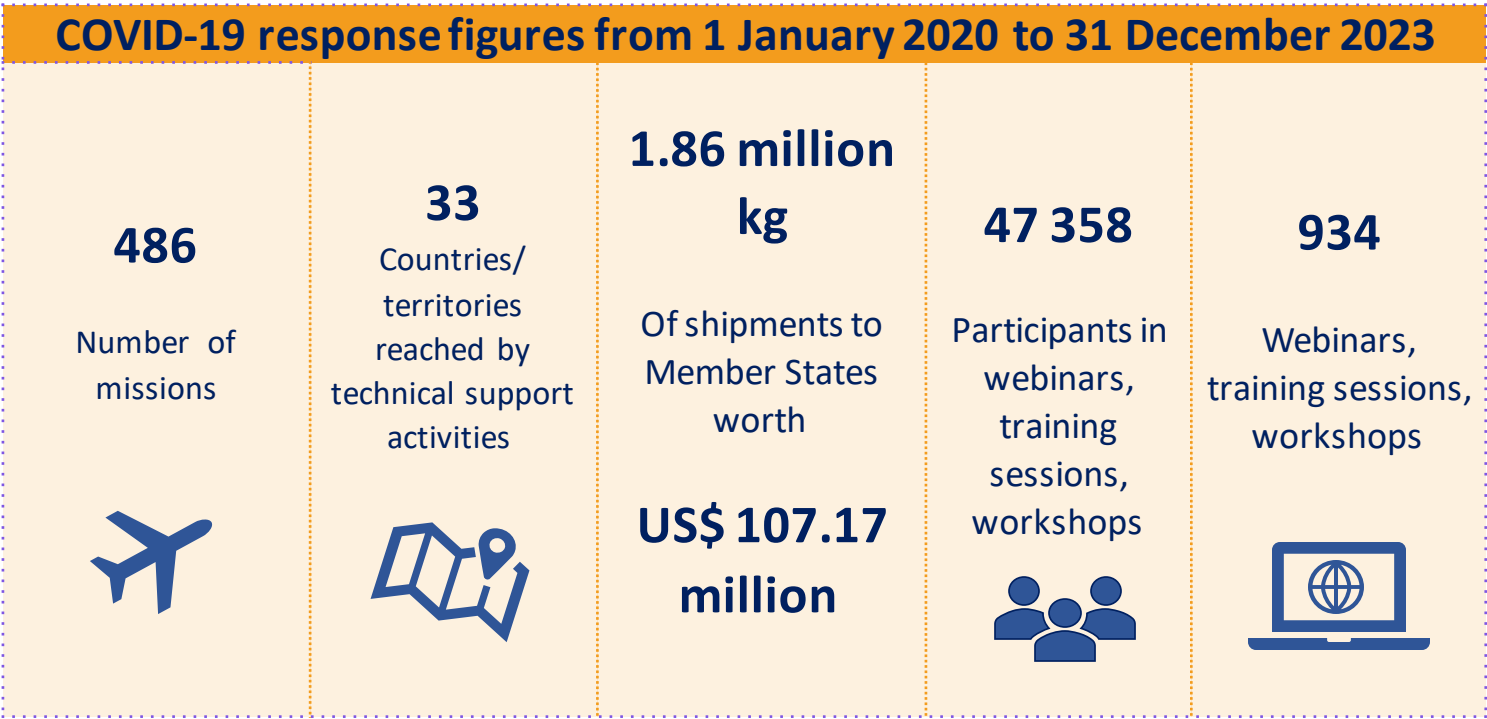 COVID-19 response figures from 1 January 2020 to 31 December 2023
486
Number of
missions
33
Countries/
territories
reached by
technical support
activities
1.86 million
kg
Of shipments to
Member States
worth
US$ 107.17
million
47 358
Participants in
webinars,
training
sessions,
workshops
934
Webinars,
training sessions,
workshops